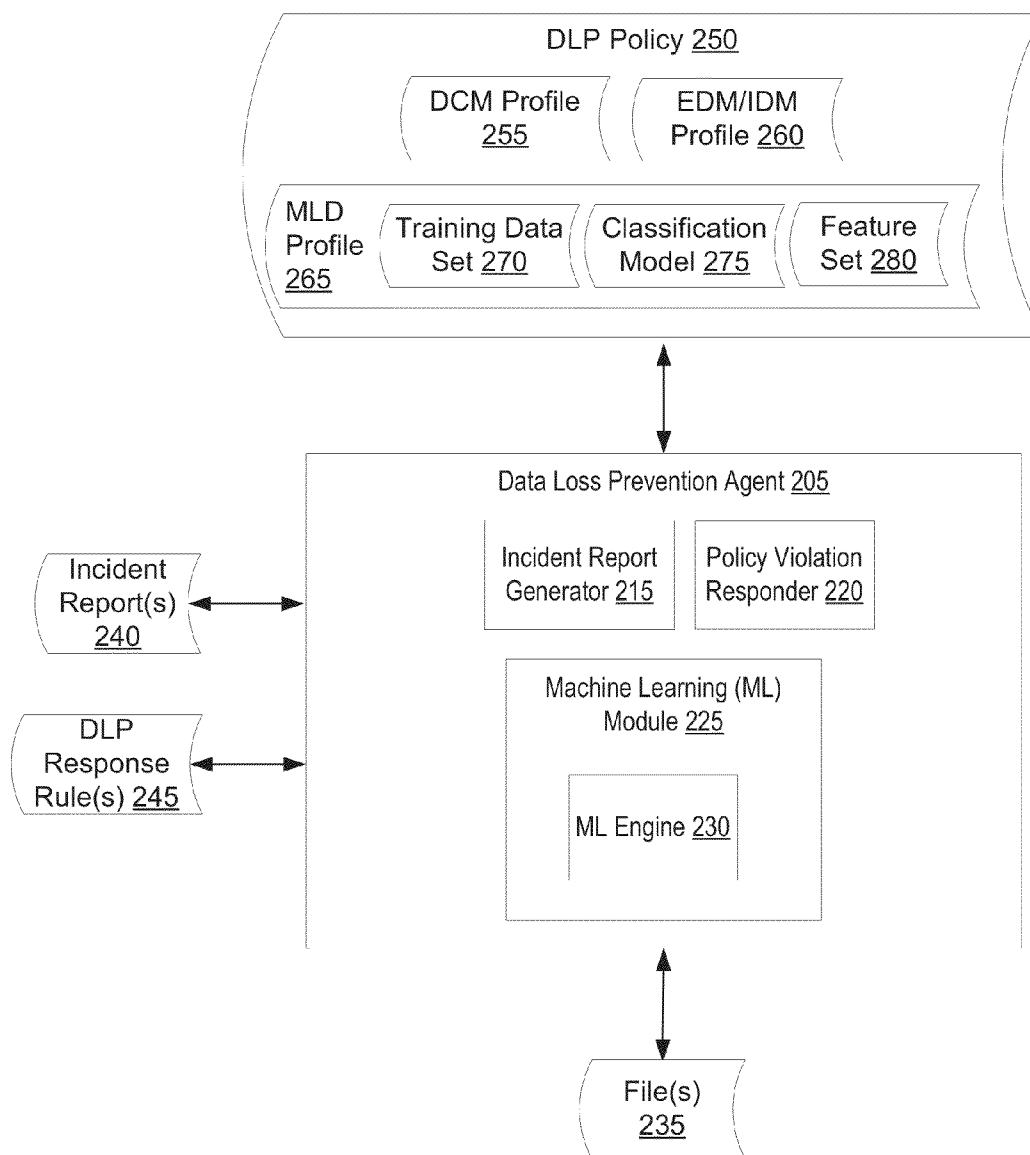 DLP Policy 250
DCM Profile
255
EDM/IDM
Profile 260
MLD
Profile
265
Training Data
Set 270
Classification
Model 275
Feature
Set 280
Data Loss Prevention Agent 205
Incident Report
Generator 215
Policy Violation
Responder 220
Incident
Report(s)
240
Machine Learning (ML)
Module 225
DLP
Response
Rule(s) 245
ML Engine 230
File(s)
235